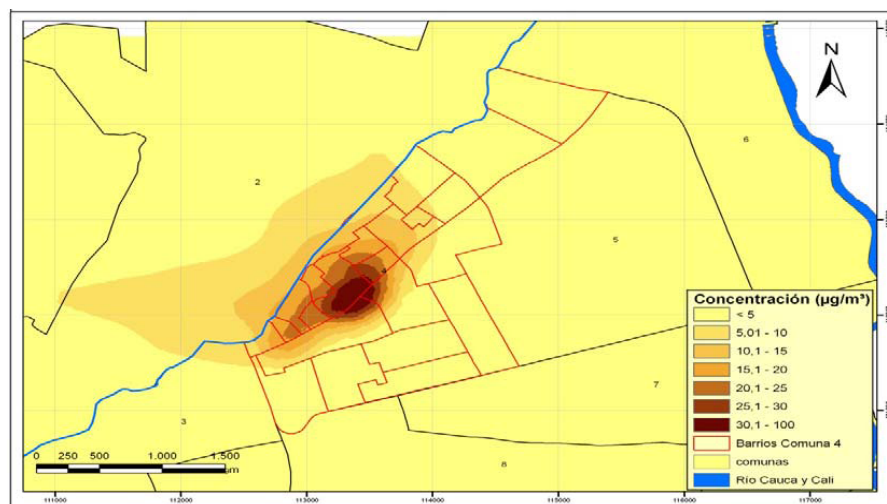 N
2
6
5
4
3
7
8
Concentración (µg/m³)
< 5
5,01 - 10
10,1 - 15
15,1 - 20
20,1 - 25
25,1 - 30
30,1 - 100
Barrios Comuna 4
comunas
Río Cauca y Cali
0 250 500 1.000 1.500
111000 112000 113000 114000 115000 116000 117000